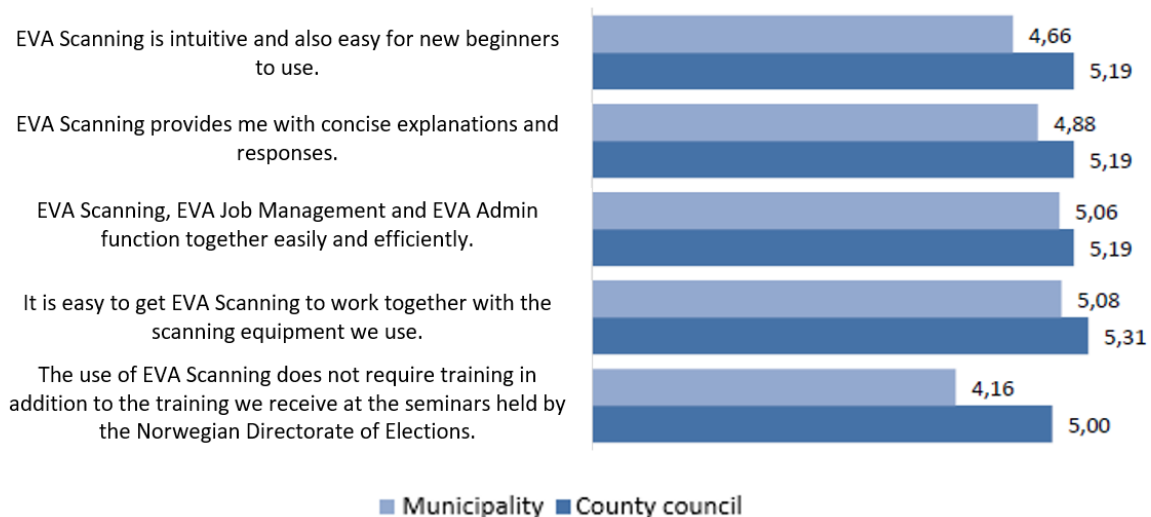 EVA Scanning is intuitive and also easy for new beginners
to use.
4,66
5,19
EVA Scanning provides me with concise explanations and
responses.
4,88
5,19
EVA Scanning, EVA Job Management and EVA Admin
function together easily and efficiently.
5,06
5,19
It is easy to get EVA Scanning to work together with the
scanning equipment we use.
5,08
5,31
The use of EVA Scanning does not require training in
addition to the training we receive at the seminars held by
the Norwegian Directorate of Elections.
4,16
5,00
Municipality County council